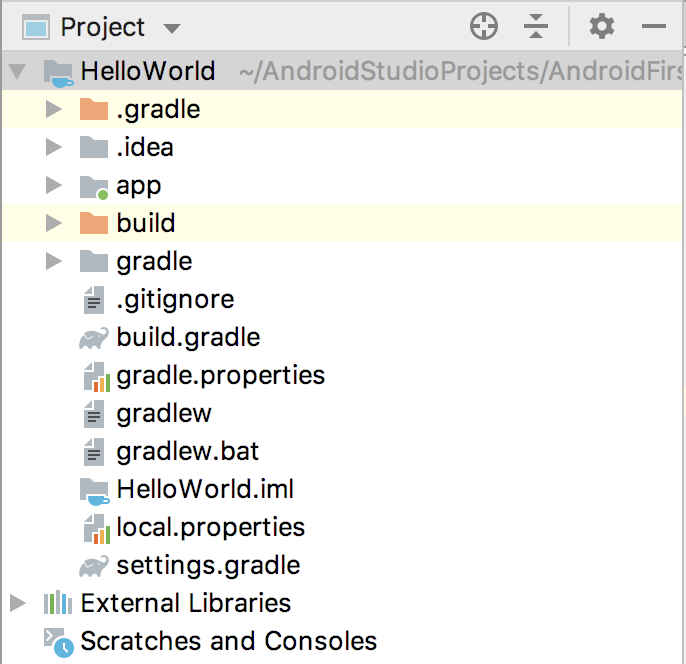 Project
HelloWorld ~/AndroidStudioProjects/AndroidFirs
.gradle
.idea
app
build
gradle
.gitignore
build.gradle
gradle.properties
gradlew
gradlew.bat
HelloWorld.iml
local.properties
settings.gradle
External Libraries
Scratches and Consoles